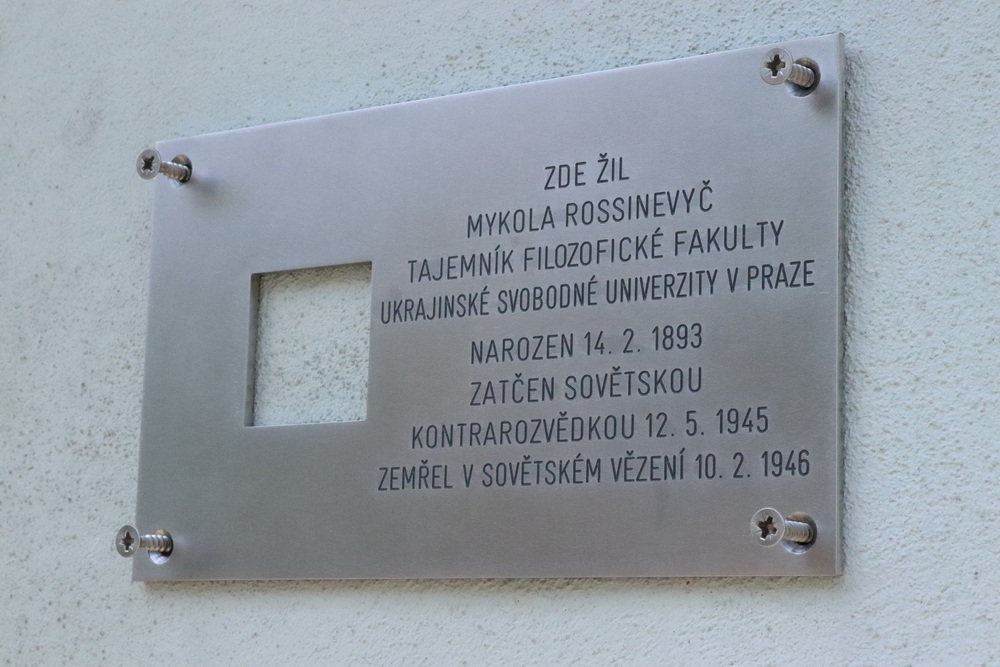 ZDE ŽIL
MYKOLA ROSSINEVYČ
TAJEMNÍK FILOZOFICKÉ FAKULTY
UKRAJINSKÉ SVOBODNÉ UNIVERZITY V PRAZE
NAROZEN 14. 2. 1893
ZATČEN SOVĚTSKOU
KONTRAROZVĚDKOU 12. 5. 1945
ZEMŘEL V SOVĚTSKÉM VĚZENÍ 10. 2. 1946